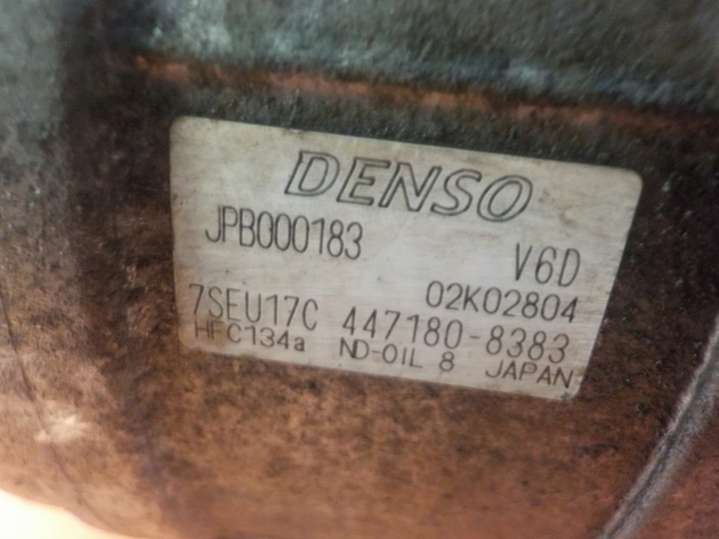 DENSO
JPB000183 V6D
02K02804
7SEU17C 447180-8383
HFC134a ND-OIL 8 JAPAN